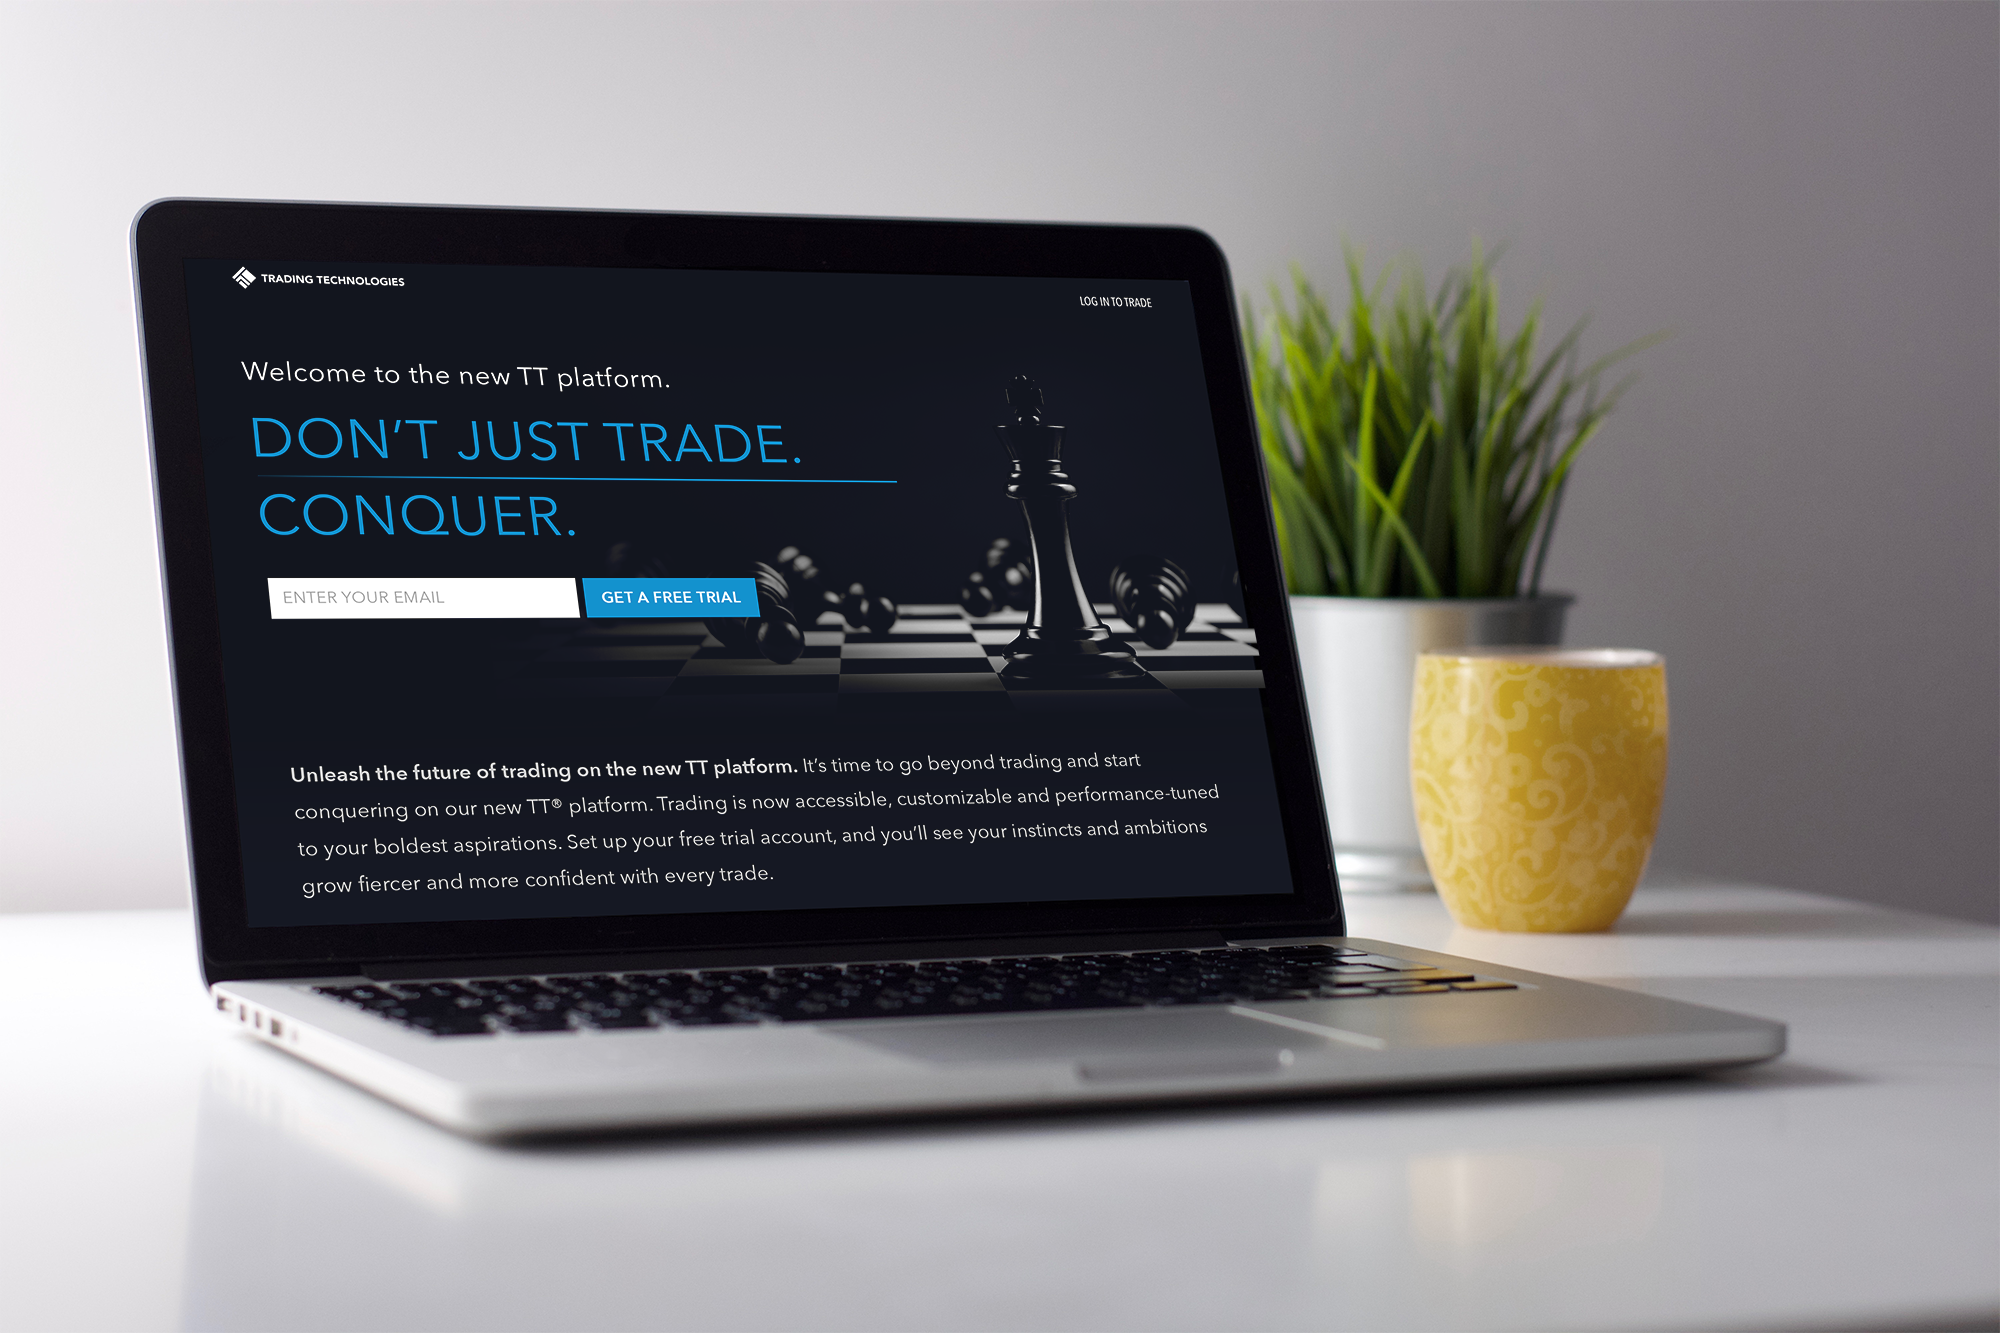 TRADING TECHNOLOGIES
LOG IN TO TRADE
Welcome to the new TT platform.
DON'T JUST TRADE.
CONQUER.
ENTER YOUR EMAIL
GET A FREE TRIAL
Unleash the future of trading on the new TT platform. It's time to go beyond trading and start
conquering on our new TT® platform. Trading is now accessible, customizable and performance-tuned
to your boldest aspirations. Set up your free trial account, and you'll see your instincts and ambitions
grow fiercer and more confident with every trade.